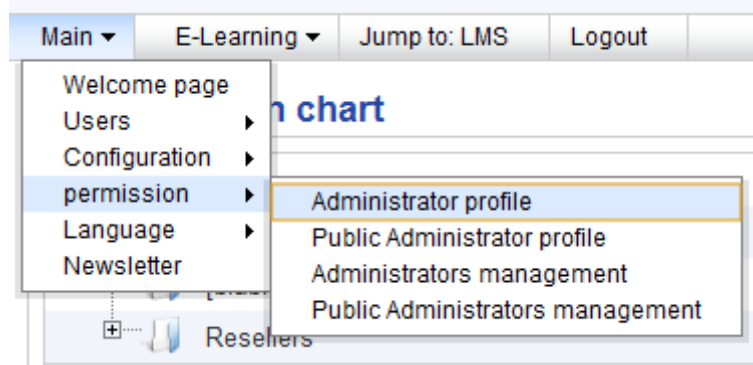 Main E-Learning Jump to: LMS Logout
Welcome page
Users
Configuration
permission
Language
Newsletter
n chart
Administrator profile
Public Administrator profile
Administrators management
Public Administrators management
Resellers